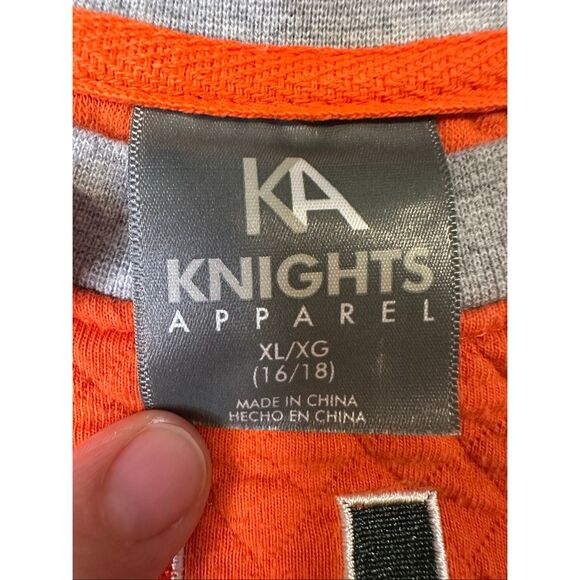 KA
KNIGHTS
APPAREL
XL/XG
(16/18)
MADE IN CHINA
HECHO EN CHINA